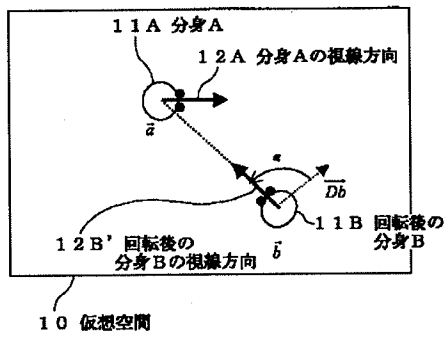 11A 分身A
12A 分身Aの視線方向
a
α
Db
11B 回転後の
分身B
b
12B' 回転後の
分身Bの視線方向
10 仮想空間